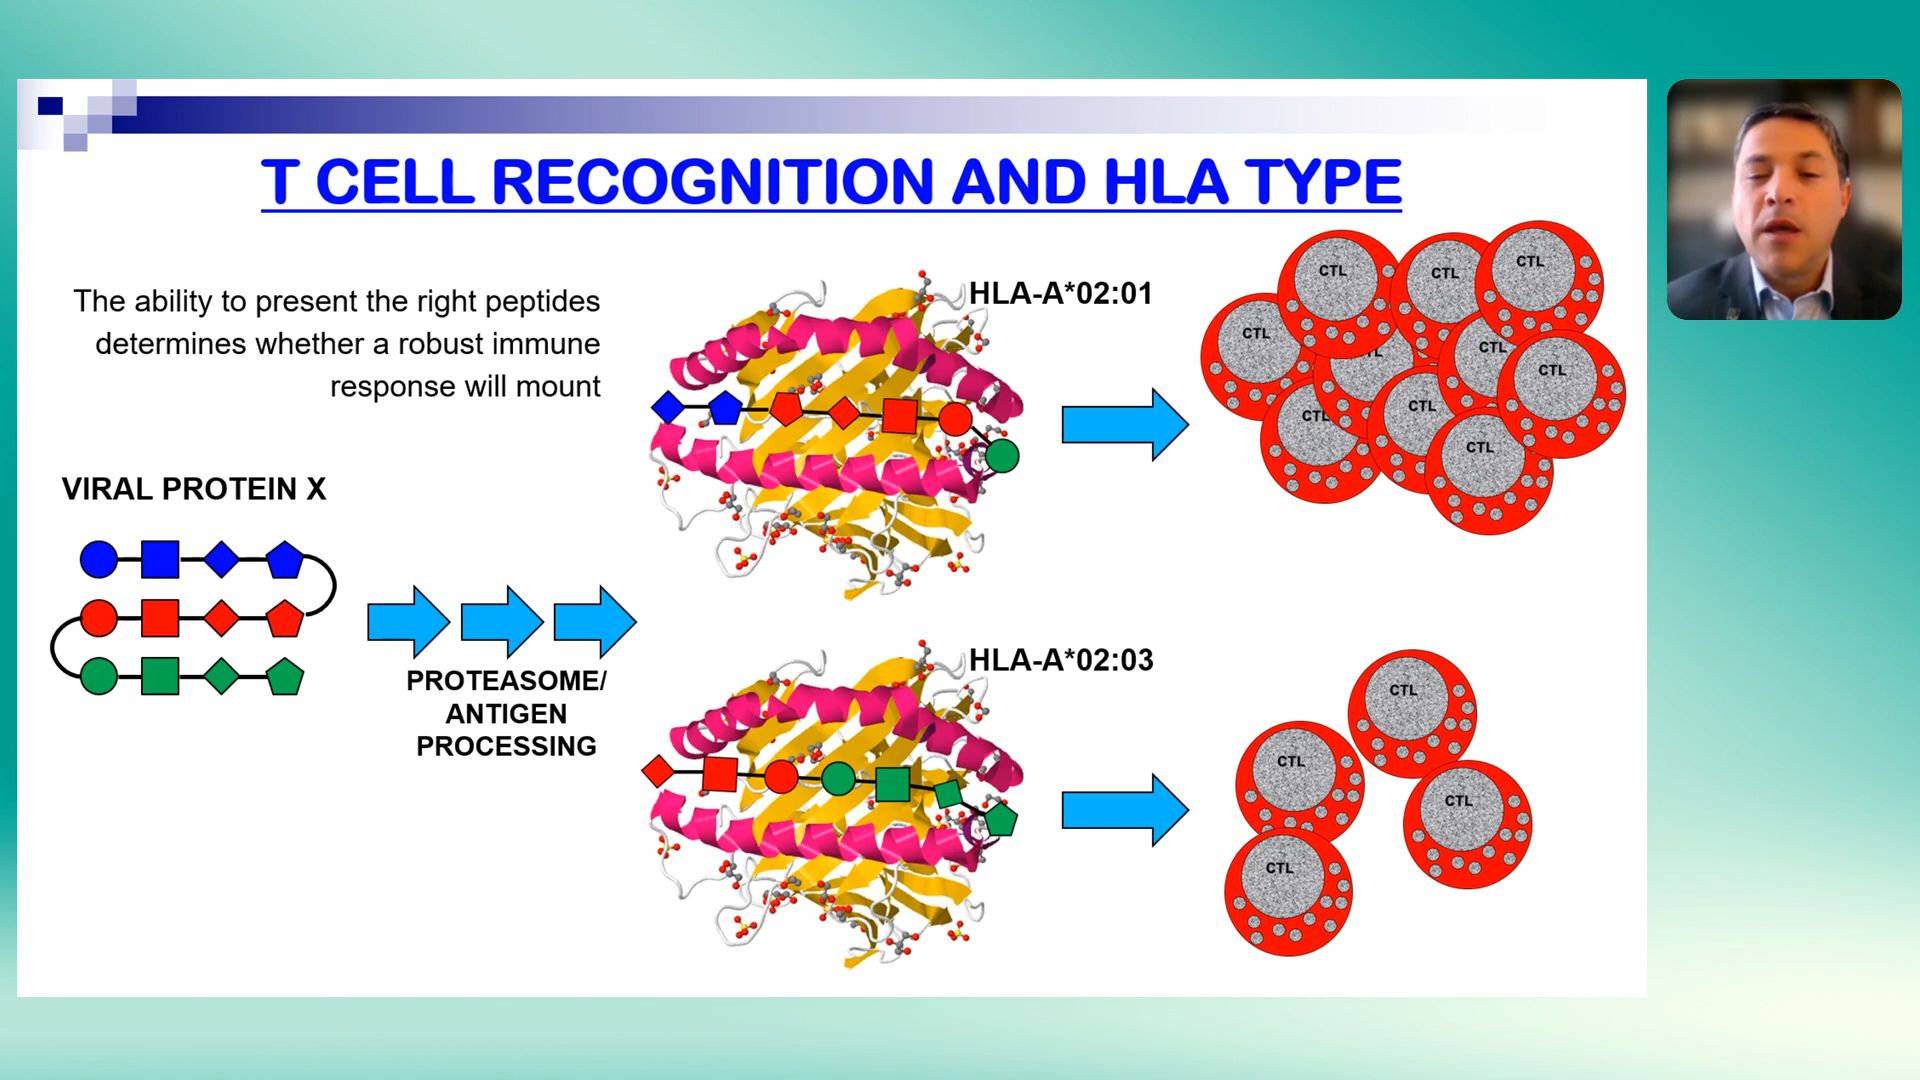 T CELL RECOGNITION AND HLA TYPE
The ability to present the right peptides
determines whether a robust immune
response will mount
VIRAL PROTEIN X
PROTEASOME/
ANTIGEN
PROCESSING
HLA-A*02:01
CTL
CTL
CTL
CTL
TL
CTL
CTL
CTL
CTL
CTL
HLA-A*02:03
CTL
CTL
CTL
CTL